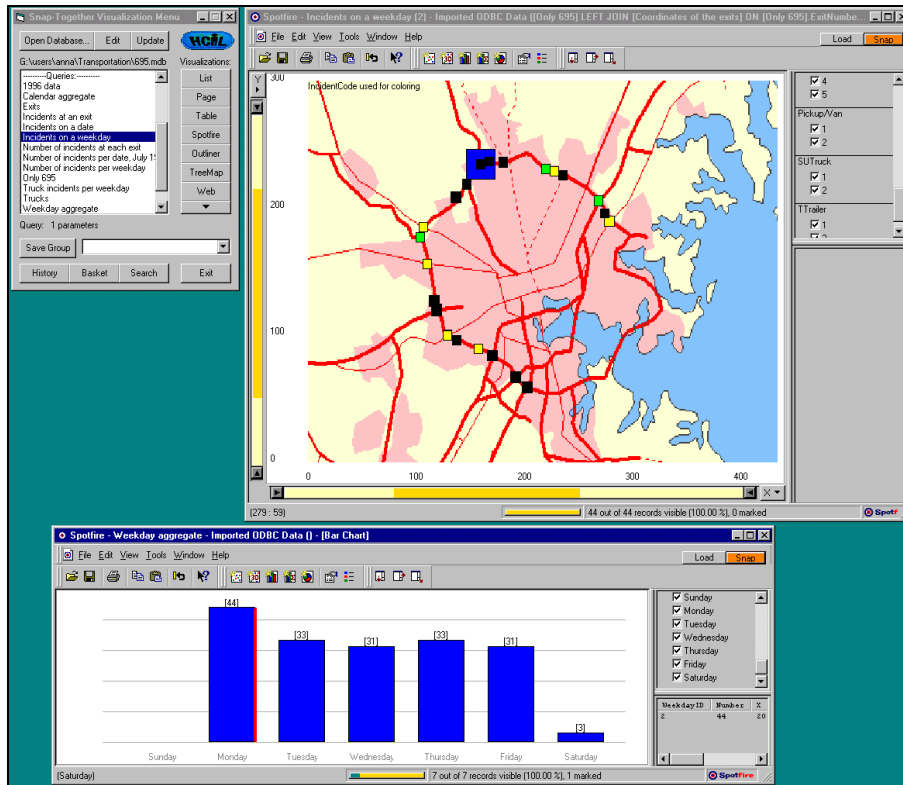 Snap-Together Visualization Menu
Open Database... Edit Update
HCIL
G:\users\anna\Transportation\695.mdb
Visualizations:
----------Queries:----------
1996 data
Calendar aggregate
Exits
Incidents at an exit
Incidents on a date
Incidents on a weekday
Number of incidents at each exit
Number of incidents per date, July 1
Number of incidents per weekday
Only 695
Truck incidents per weekday
Trucks
Weekday aggregate
List
Page
Table
Spotfire
Outliner
TreeMap
Web
Query: 1 parameters
Save Group
History Basket Search Exit
Spotfire - Incidents on a weekday (2) - Imported ODBC Data ([Only 695] LEFT JOIN [Coordinates of the exits] ON [Only 695].ExitNumbe...
File Edit View Tools Window Help
Load Snap
Y
300
200
100
0
IncidentCode used for coloring
0 100 200 300 400
X
4
5
Pickup/Van
1
2
SUTruck
1
2
TTrailer
1
2
(279 : 59)
44 out of 44 records visible (100.00 %), 0 marked
Spotf
Spotfire - Weekday aggregate - Imported ODBC Data () - [Bar Chart]
File Edit View Tools Window Help
Load Snap
[44] [33] [31] [33] [31] [3]
Sunday Monday Tuesday Wednesday Thursday Friday Saturday
Sunday
Monday
Tuesday
Wednesday
Thursday
Friday
Saturday
WeekdayID Number X
2 44 20
(Saturday)
7 out of 7 records visible (100.00 %), 1 marked
Spotfire